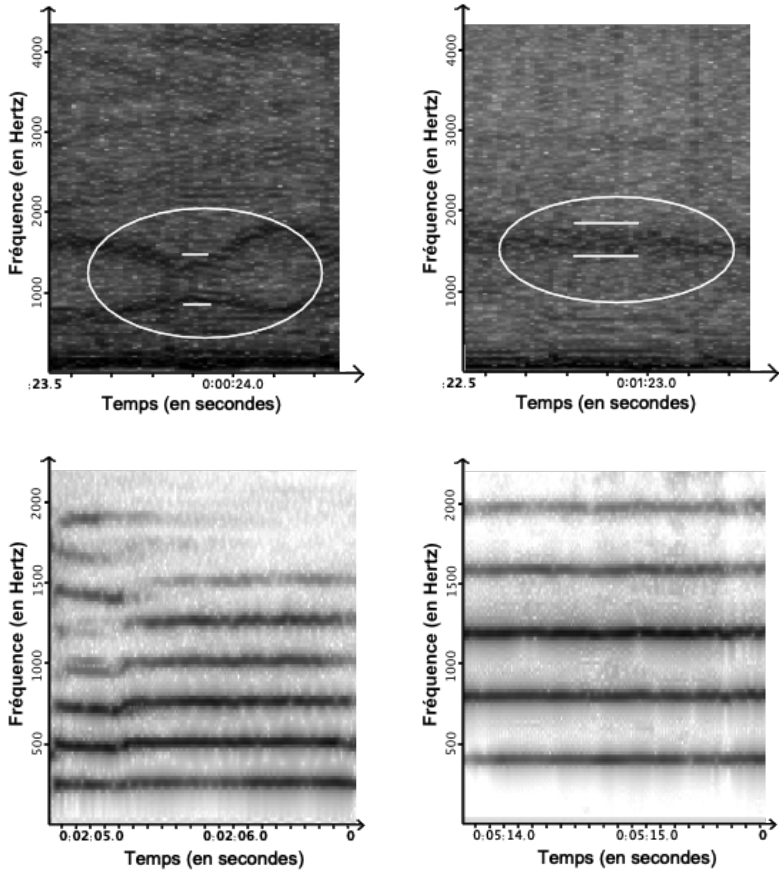 Fréquence (en Hertz)
4000
3000
2000
1000
:23.5 0:00:24.0
Temps (en secondes)
Fréquence (en Hertz)
4000
3000
2000
1000
:22.5 0:01:23.0
Temps (en secondes)
Fréquence (en Hertz)
2000
1500
1000
500
0:02:05.0 0:02:06.0 0
Temps (en secondes)
Fréquence (en Hertz)
2000
1500
1000
500
0:05:14.0 0:05:15.0 0
Temps (en secondes)